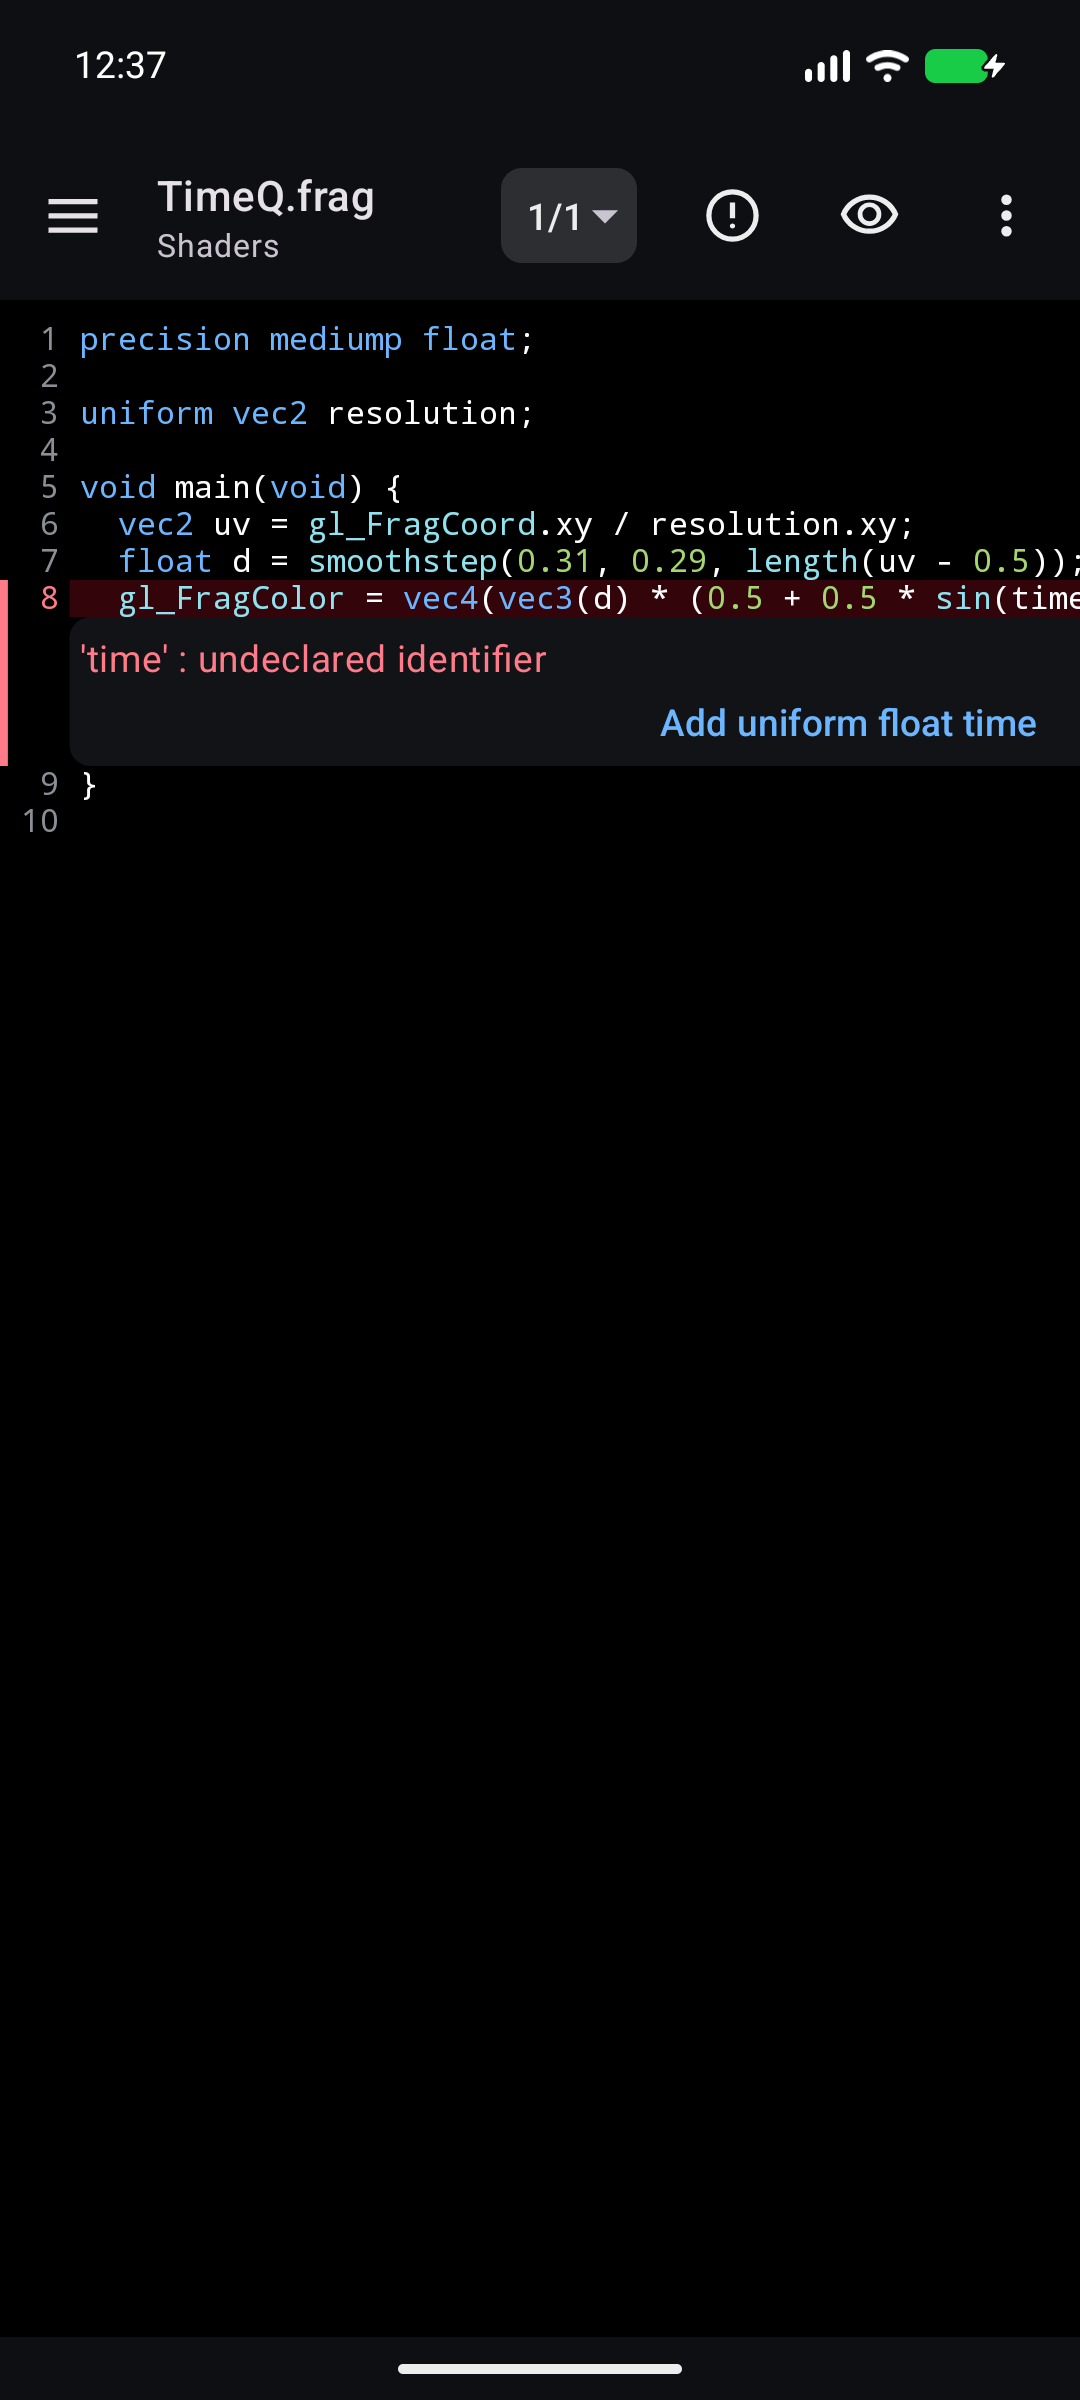 12:37
TimeQ.frag
Shaders
1/1
1 precision mediump float;
2
3 uniform vec2 resolution;
4
5 void main(void) {
6   vec2 uv = gl_FragCoord.xy / resolution.xy;
7   float d = smoothstep(0.31, 0.29, length(uv - 0.5));
8   gl_FragColor = vec4(vec3(d) * (0.5 + 0.5 * sin(time
'time' : undeclared identifier
Add uniform float time
9 }
10